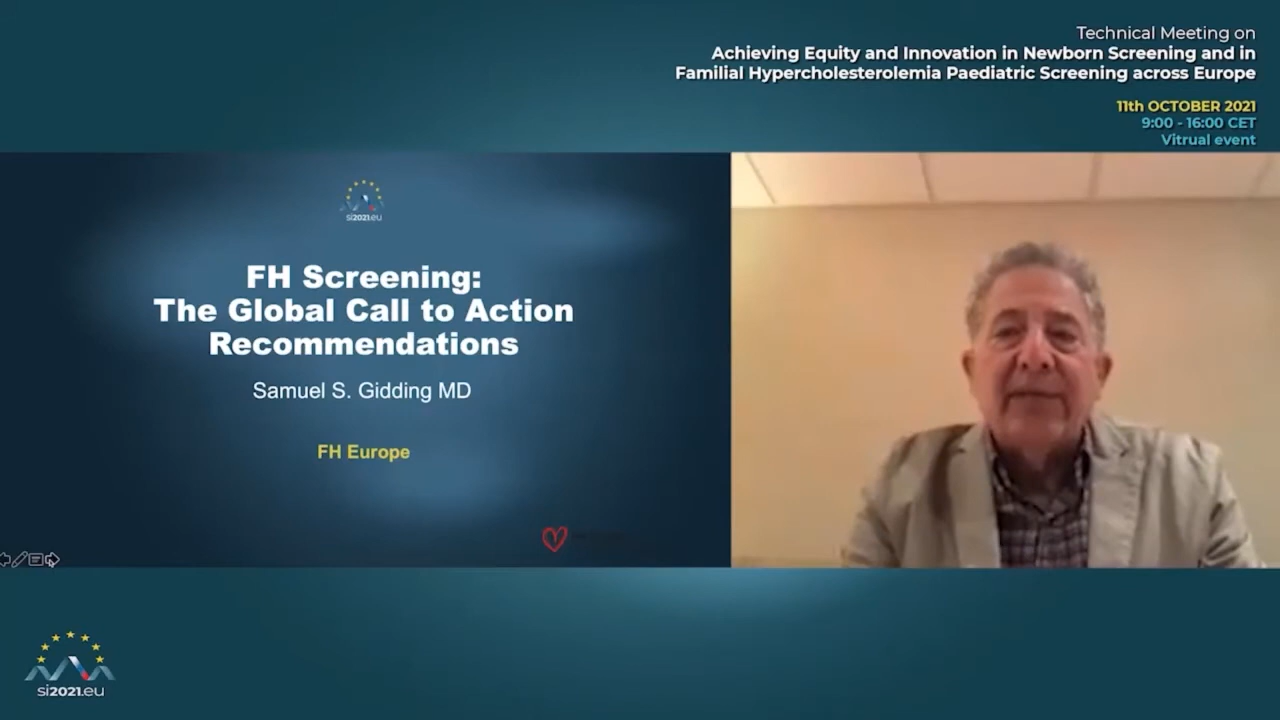 Technical Meeting on
Achieving Equity and Innovation in Newborn Screening and in
Familial Hypercholesterolemia Paediatric Screening across Europe
11th OCTOBER 2021
9:00 - 16:00 CET
Vitrual event
si2021.eu
FH Screening:
The Global Call to Action
Recommendations
Samuel S. Gidding MD
FH Europe
si2021.eu